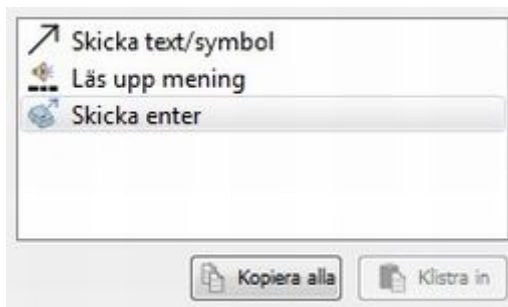 Skicka text/symbol
Läs upp mening
Skicka enter
Kopiera alla
Klistra in